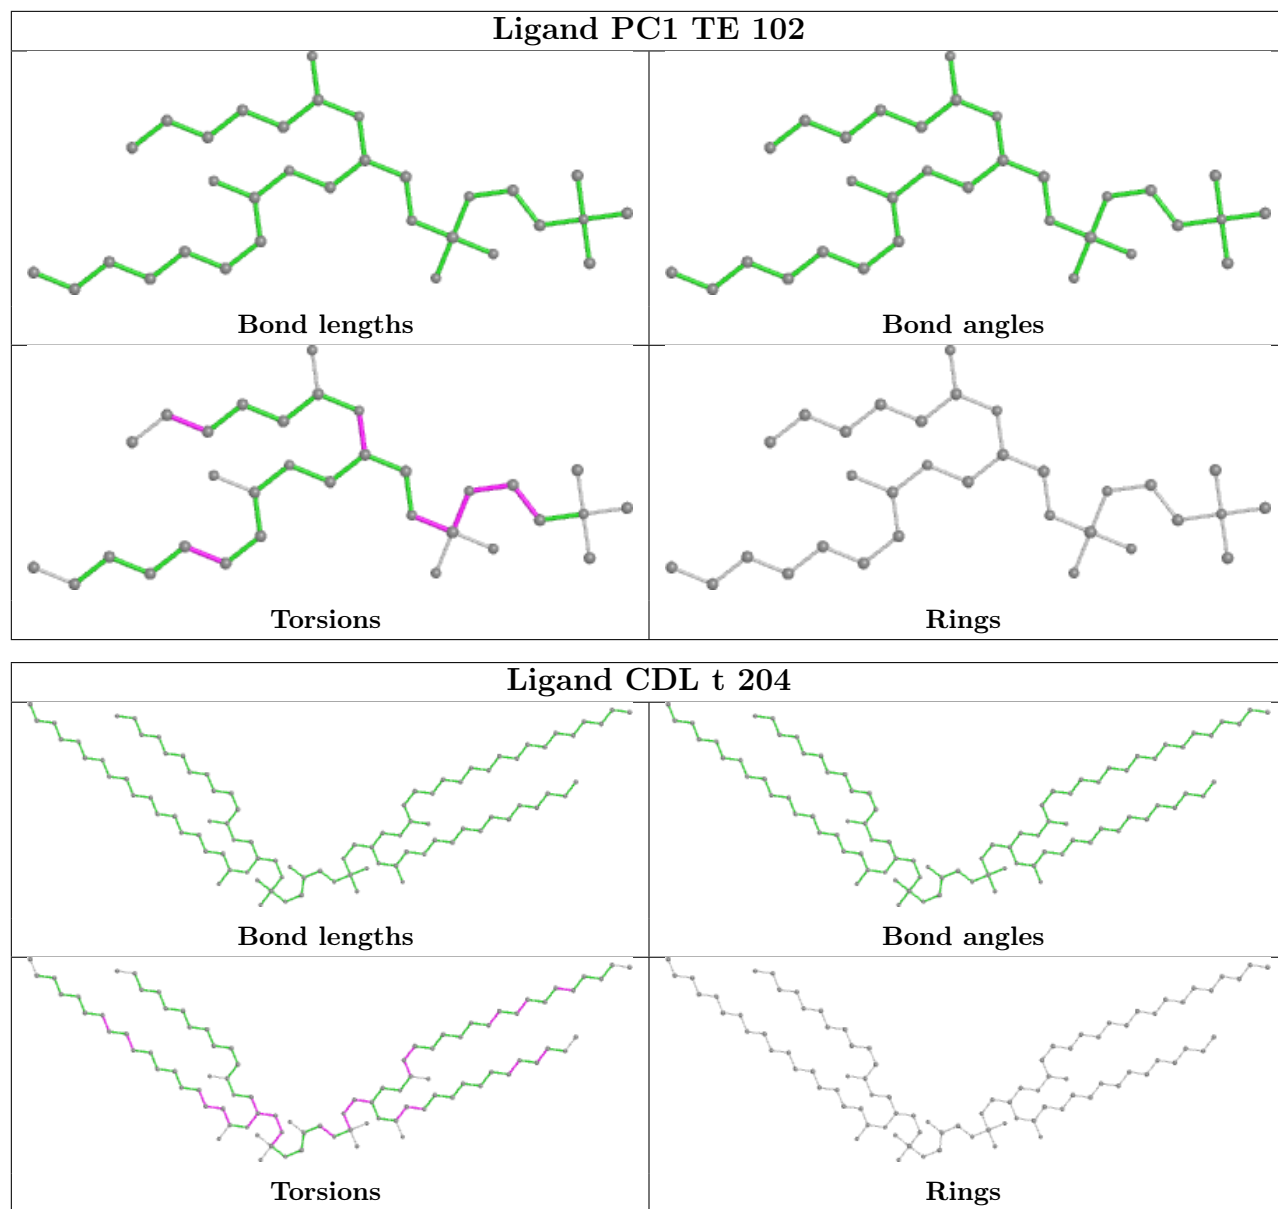 Ligand PC1 TE 102
Bond lengths
Bond angles
Torsions
Rings
Ligand CDL t 204
Bond lengths
Bond angles
Torsions
Rings